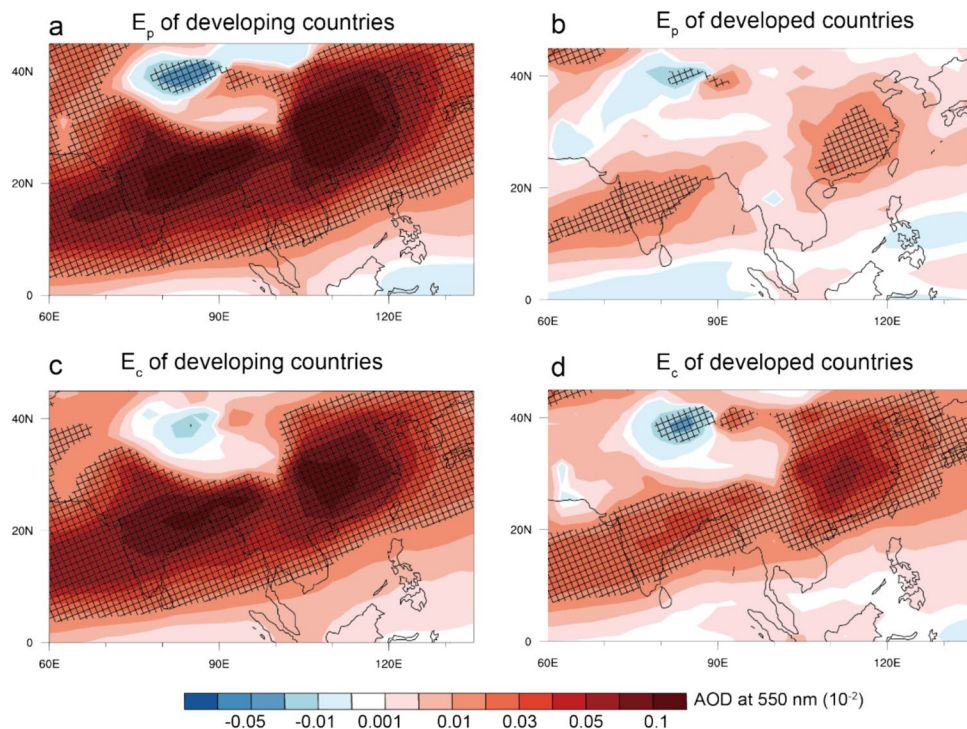 a E_p of developing countries
b E_p of developed countries
40N
20N
0
60E 90E 120E
40N
20N
0
60E 90E 120E
c E_c of developing countries
d E_c of developed countries
40N
20N
0
60E 90E 120E
40N
20N
0
60E 90E 120E
AOD at 550 nm (10^-2)
-0.05 -0.01 0.001 0.01 0.03 0.05 0.1